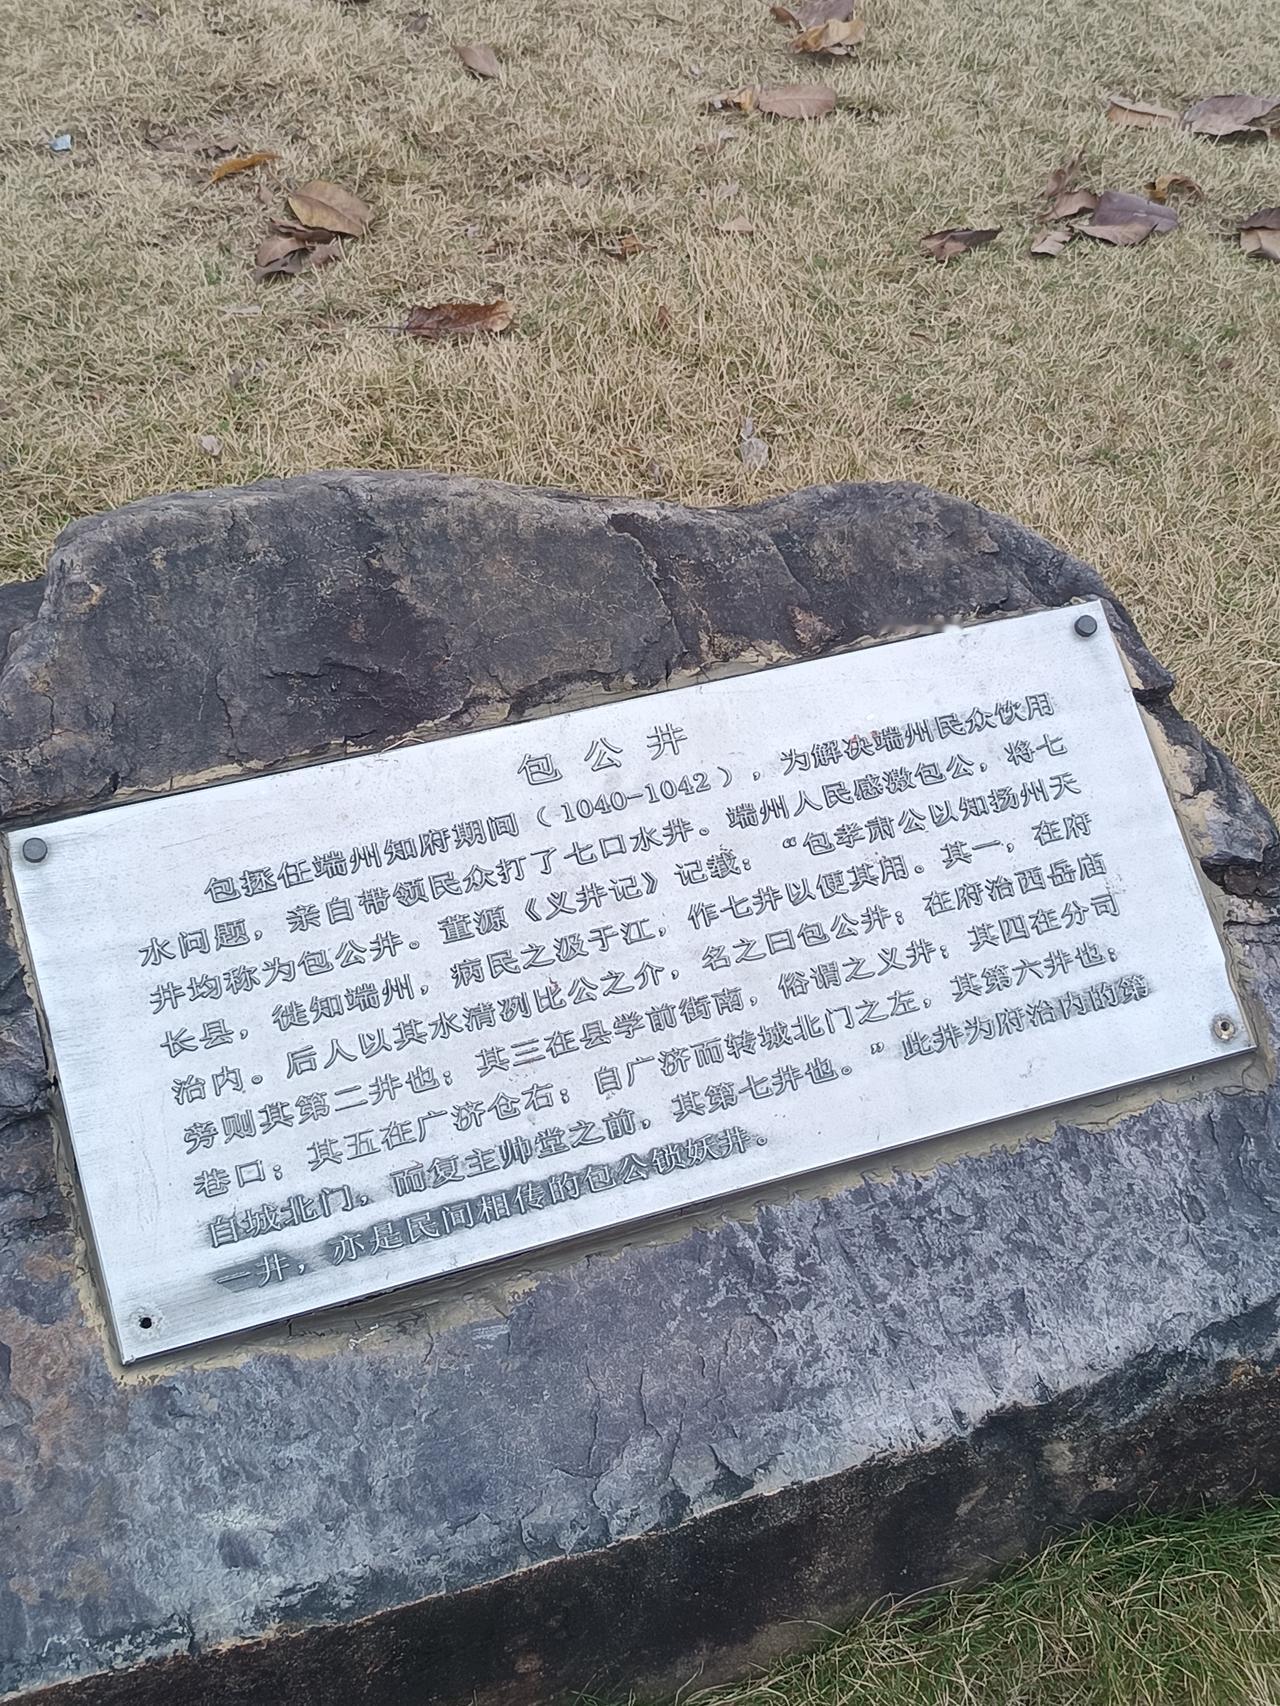 包公井
包拯任端州知府期间（1040-1042），为解决端州民众饮用
水问题，亲自带领民众打了七口水井。端州人民感激包公，将七
井均称为包公井。董源《义井记》记载：“包孝肃公以知扬州天
长县，徙知端州，病民之汲于江，作七井以便其用。其一，在府
治内。后人以其水清冽比公之介，名之曰包公井；在府治西岳庙
旁则其第二井也；其三在县学前街南，俗谓之义井；其四在分司
巷口；其五在广济仓右；自广济而转城北门之左，其第六井也；
自城北门，而复主帅堂之前，其第七井也。”此井为府治内的第
一井，亦是民间相传的包公锁妖井。